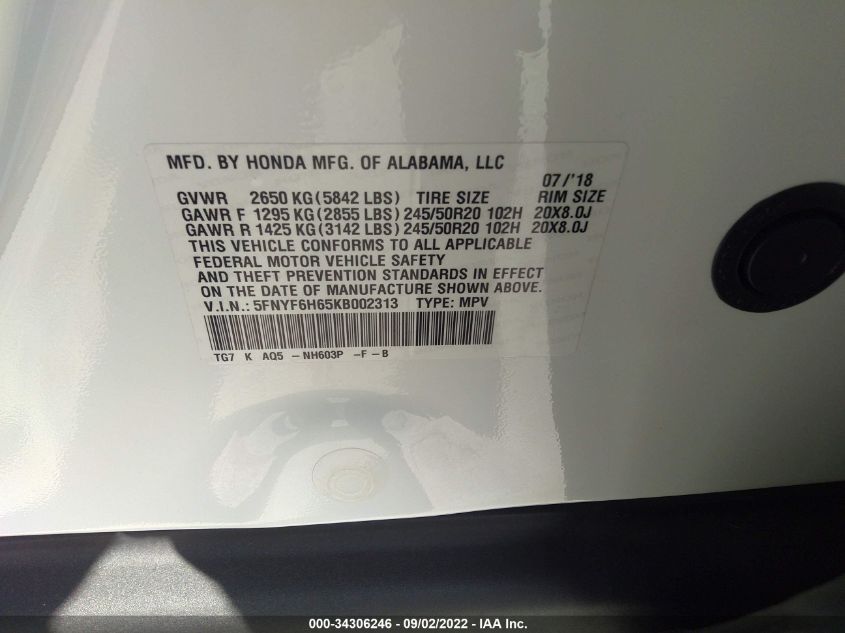 MFD. BY HONDA MFG. OF ALABAMA, LLC
07 /'18
GVWR 2650 KG (5842 LBS) TIRE SIZE RIM SIZE
GAWR F 1295 KG (2855 LBS) 245/50R20 102H 20X8.0J
GAWR R 1425 KG (3142 LBS) 245/50R20 102H 20X8.0J
THIS VEHICLE CONFORMS TO ALL APPLICABLE
FEDERAL MOTOR VEHICLE SAFETY
AND THEFT PREVENTION STANDARDS IN EFFECT
ON THE DATE OF MANUFACTURE SHOWN ABOVE.
V.I.N.: 5FNYF6H65KB002313 TYPE: MPV
TG7 K AQ5 - NH603P -F - B
000-34306246 - 09/02/2022 - IAA Inc.